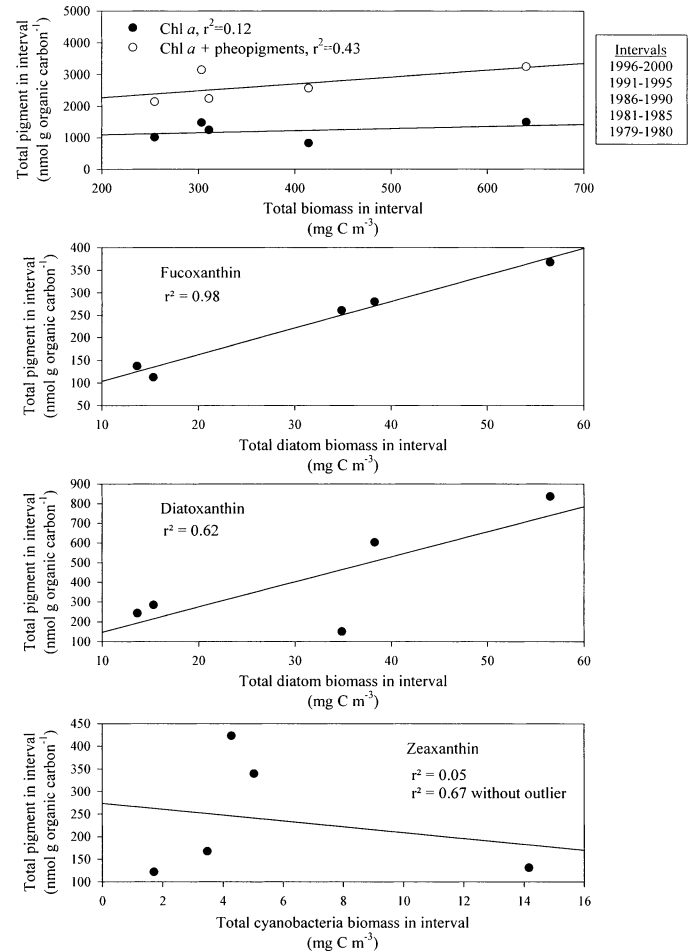 Total pigment in interval
(nmol g organic carbon⁻¹)
5000
4000
3000
2000
1000
0
Chl a, r²=0.12
Chl a + pheopigments, r²=0.43
200
300
400
500
600
700
Total biomass in interval
(mg C m⁻³)
Intervals
1996-2000
1991-1995
1986-1990
1981-1985
1979-1980
Total pigment in interval
(nmol g organic carbon⁻¹)
400
350
300
250
200
150
100
50
Fucoxanthin
r² = 0.98
10
20
30
40
50
60
Total diatom biomass in interval
(mg C m⁻³)
Total pigment in interval
(nmol g organic carbon⁻¹)
900
800
700
600
500
400
300
200
100
Diatoxanthin
r² = 0.62
10
20
30
40
50
60
Total diatom biomass in interval
(mg C m⁻³)
Total pigment in interval
(nmol g organic carbon⁻¹)
450
400
350
300
250
200
150
100
Zeaxanthin
r² = 0.05
r² = 0.67 without outlier
0
2
4
6
8
10
12
14
16
Total cyanobacteria biomass in interval
(mg C m⁻³)